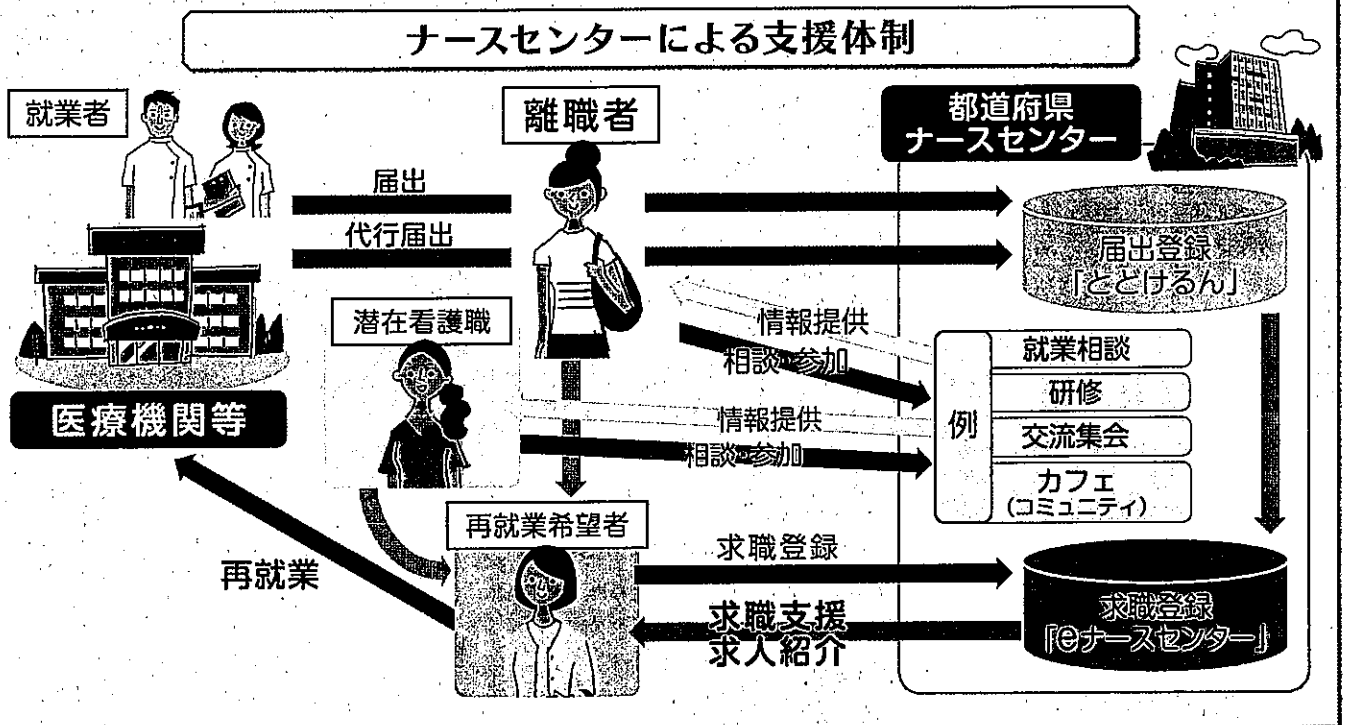 ナースセンターによる支援体制
就業者
離職者
都道府県
ナースセンター
届出
代行届出
届出登録
「とどけるん」
潜在看護職
情報提供
相談・参加
就業相談
研修
例
交流集会
カフェ
(コミュニティ)
医療機関等
情報提供
相談・参加
再就業希望者
再就業
求職登録
求職支援
求人紹介
求職登録
「eナースセンター」